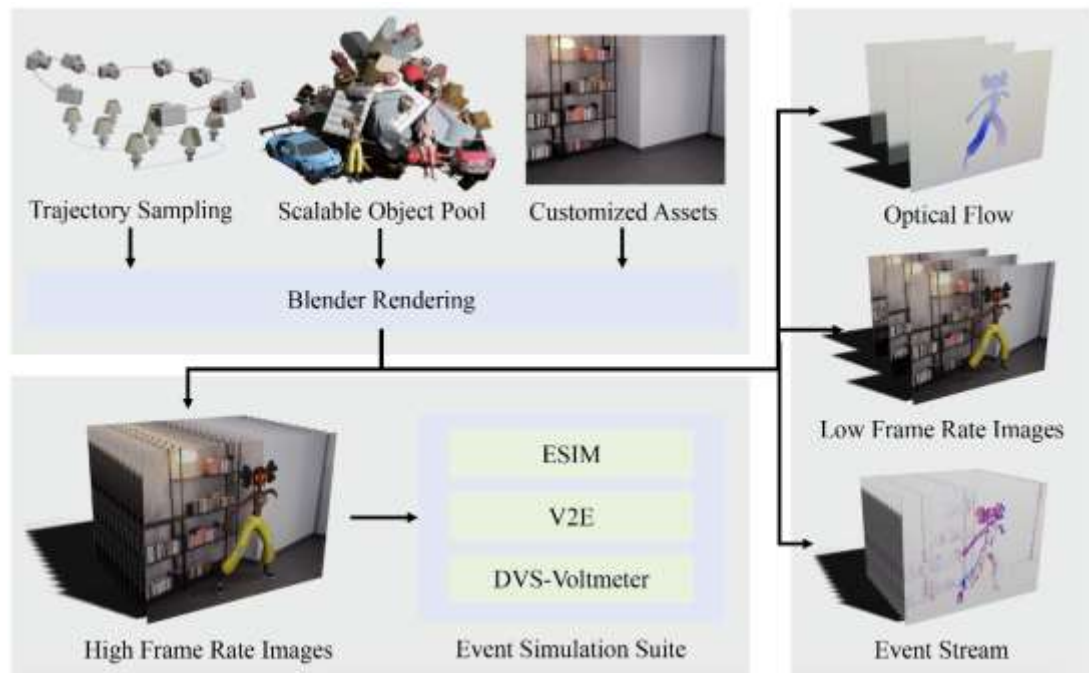 Trajectory Sampling
Scalable Object Pool
Customized Assets
Blender Rendering
High Frame Rate Images
ESIM
V2E
DVS-Voltmeter
Event Simulation Suite
Optical Flow
Low Frame Rate Images
Event Stream